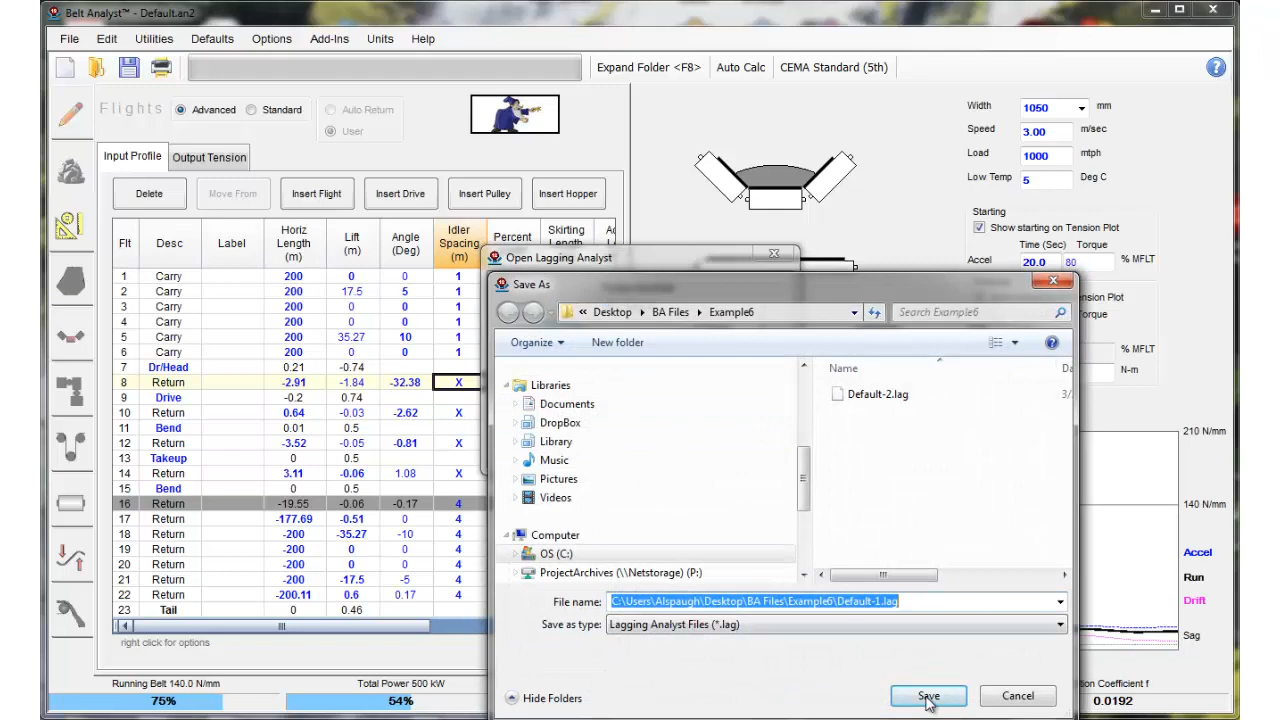 Belt Analyst™ - Default.an2
File Edit Utilities Defaults Options Add-Ins Units Help
Expand Folder <F8> Auto Calc CEMA Standard (5th)
Flights Advanced Standard Auto Return
User
Input Profile Output Tension
Delete Move From Insert Flight Insert Drive Insert Pulley Insert Hopper
Flt Desc Label Horiz Length (m) Lift (m) Angle (Deg) Idler Spacing (m) Percent Skirting Length
1 Carry 200 0 0 1
2 Carry 200 17.5 5 1
3 Carry 200 0 0 1
4 Carry 200 0 0 1
5 Carry 200 35.27 10 1
6 Carry 200 0 0 1
7 Dr/Head 0.21 -0.74
8 Return -2.91 -1.84 -32.38 X
9 Drive -0.2 0.74
10 Return 0.64 -0.03 -2.62 X
11 Bend 0.01 0.5
12 Return -3.52 -0.05 -0.81 X
13 Takeup 0 0.5
14 Return 3.11 -0.06 1.08 X
15 Bend 0 0.5
16 Return -19.55 -0.06 -0.17 4
17 Return -177.69 -0.51 0 4
18 Return -200 -35.27 -10 4
19 Return -200 0 0 4
20 Return -200 0 0 4
21 Return -200 -17.5 -5 4
22 Return -200.11 0.6 0.17 4
23 Tail 0 0.46
right click for options
Running Belt 140.0 N/mm Total Power 500 kW
75% 54%
Width 1050 mm
Speed 3.00 m/sec
Load 1000 mtph
Low Temp 5 Deg C
Starting
Show starting on Tension Plot
Time (Sec) Torque
Accel 20.0 80 % MFLT
Tension Plot
Torque
% MFLT
N-m
210 N/mm
140 N/mm
Accel
Run
Drift
Sag
0.0192
Open Lagging Analyst
Save As
« Desktop BA Files Example6 Search Example6
Organize New folder
Libraries
Documents
DropBox
Library
Music
Pictures
Videos
Computer
OS (C:)
ProjectArchives (\\Netstorage) (P:)
Name
Default-2.lag
File name: C:\Users\Alspaugh\Desktop\BA Files\Example6\Default-1.lag
Save as type: Lagging Analyst Files (*.lag)
Hide Folders Save Cancel